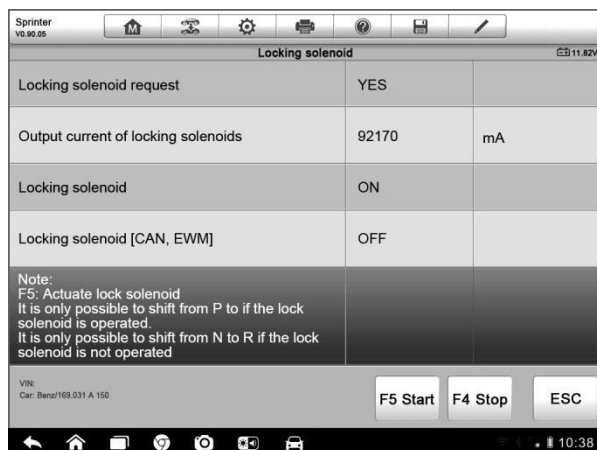 Sprinter
V0.90.05
M
?
Locking solenoid
11.82V
Locking solenoid request YES
Output current of locking solenoids 92170 mA
Locking solenoid ON
Locking solenoid [CAN, EWM] OFF
Note:
F5: Actuate lock solenoid
It is only possible to shift from P to if the lock
solenoid is operated.
It is only possible to shift from N to R if the lock
solenoid is not operated
VIN:
Car: Benz/169.031 A 150
F5 Start F4 Stop ESC
10:38